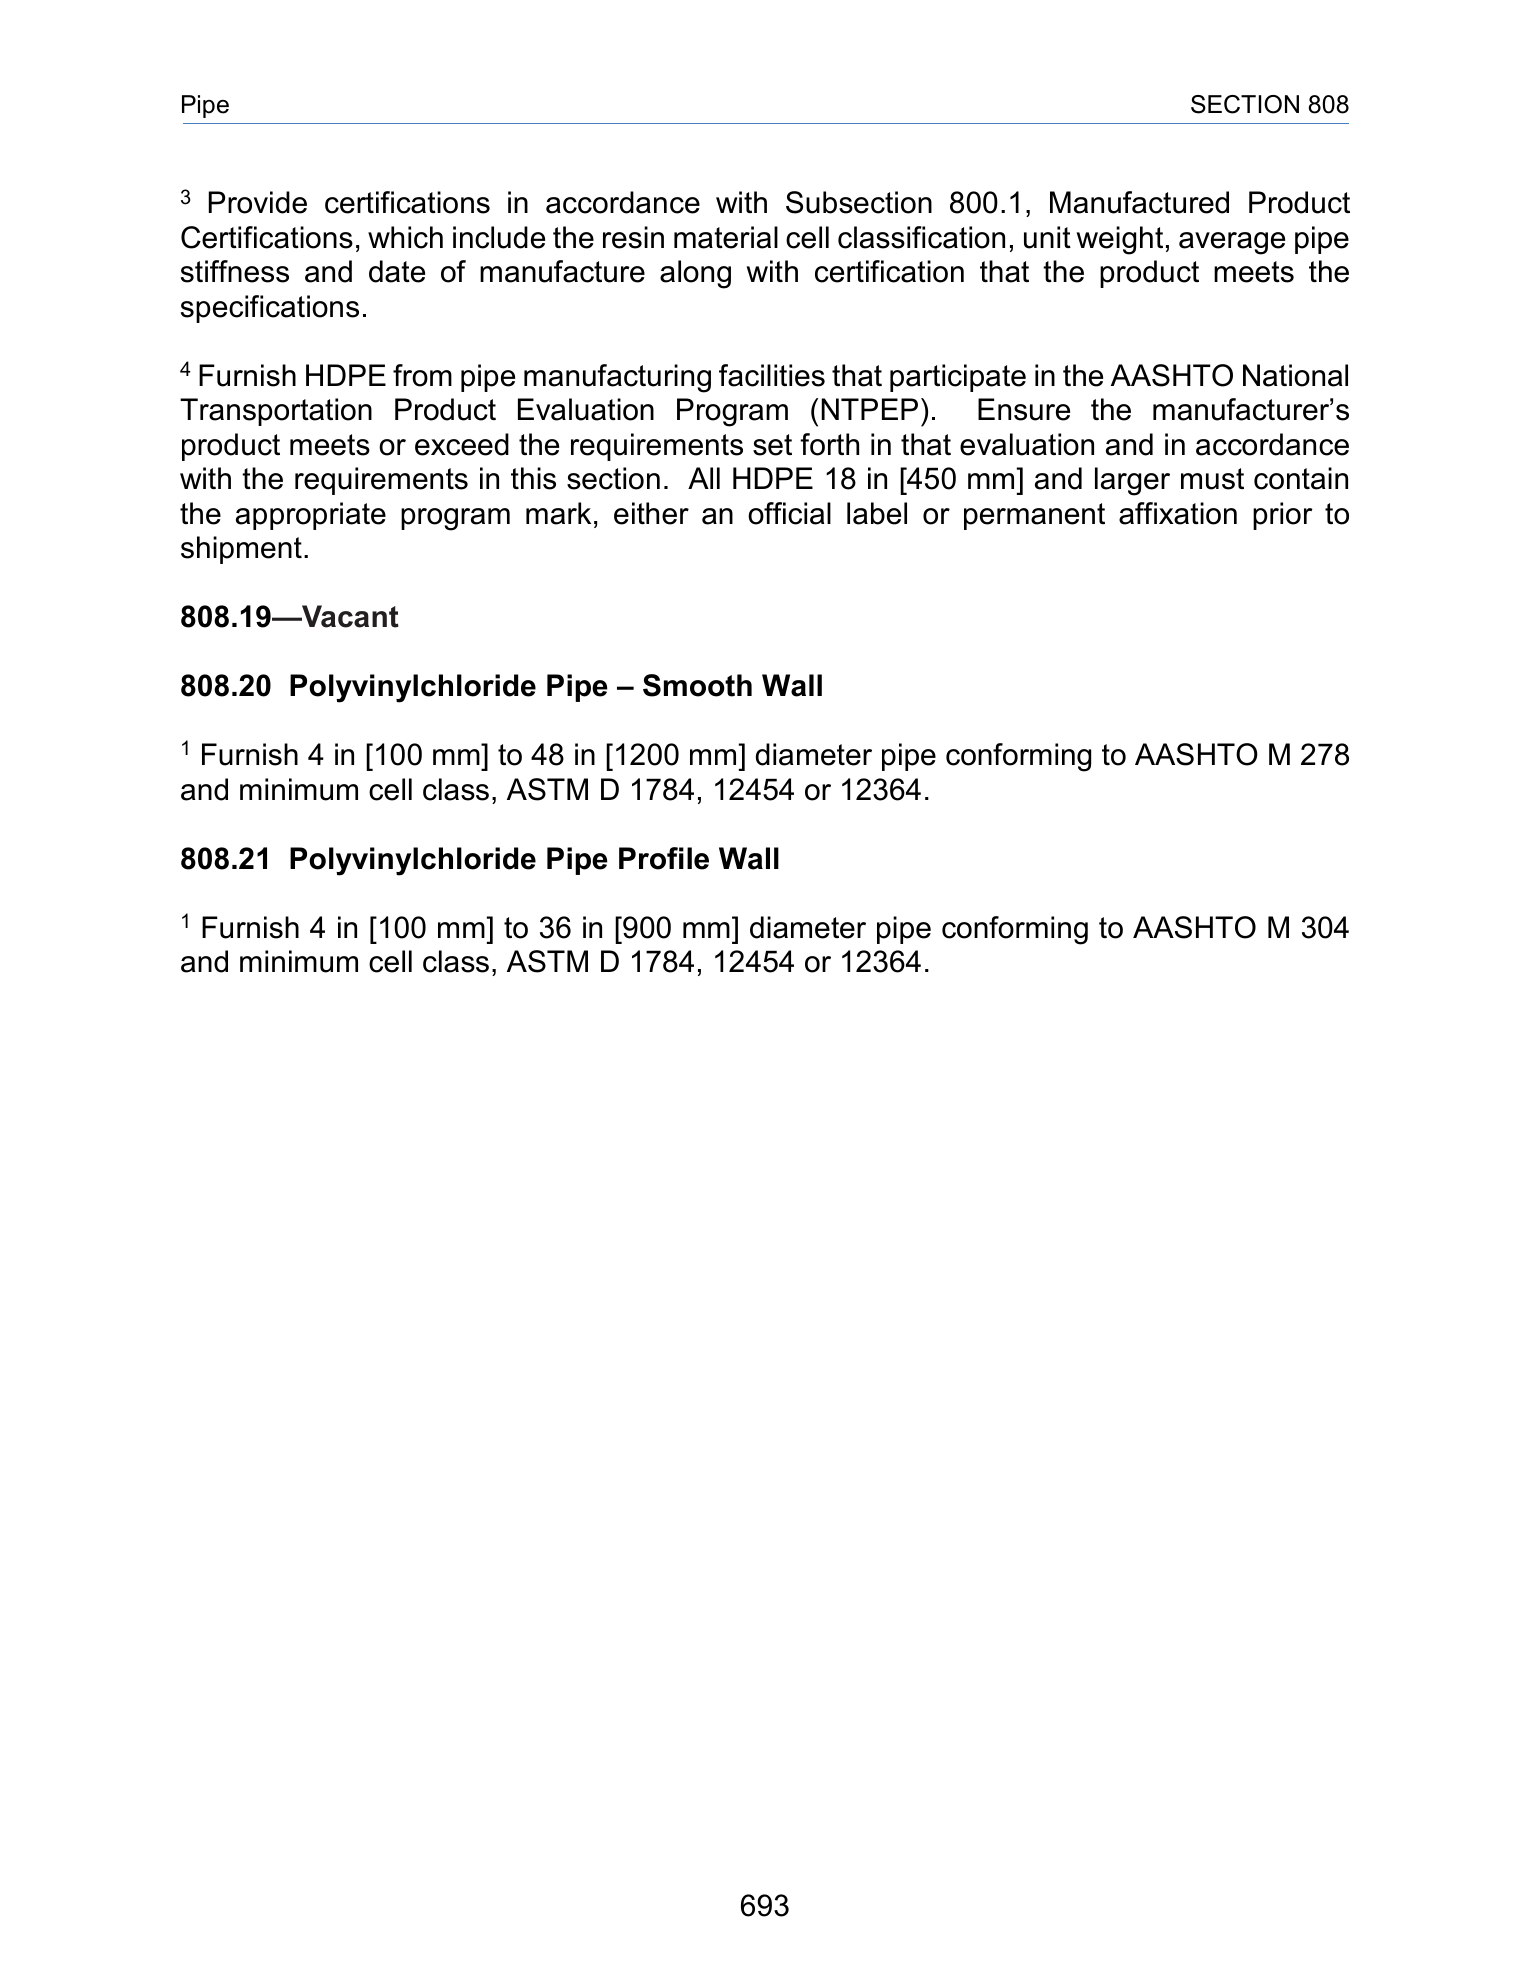 Pipe SECTION 808
³ Provide certifications in accordance with Subsection 800.1, Manufactured Product
Certifications, which include the resin material cell classification, unit weight, average pipe
stiffness and date of manufacture along with certification that the product meets the
specifications.
⁴ Furnish HDPE from pipe manufacturing facilities that participate in the AASHTO National
Transportation Product Evaluation Program (NTPEP). Ensure the manufacturer’s
product meets or exceed the requirements set forth in that evaluation and in accordance
with the requirements in this section. All HDPE 18 in [450 mm] and larger must contain
the appropriate program mark, either an official label or permanent affixation prior to
shipment.
808.19—Vacant
808.20 Polyvinylchloride Pipe – Smooth Wall
¹ Furnish 4 in [100 mm] to 48 in [1200 mm] diameter pipe conforming to AASHTO M 278
and minimum cell class, ASTM D 1784, 12454 or 12364.
808.21 Polyvinylchloride Pipe Profile Wall
¹ Furnish 4 in [100 mm] to 36 in [900 mm] diameter pipe conforming to AASHTO M 304
and minimum cell class, ASTM D 1784, 12454 or 12364.
693